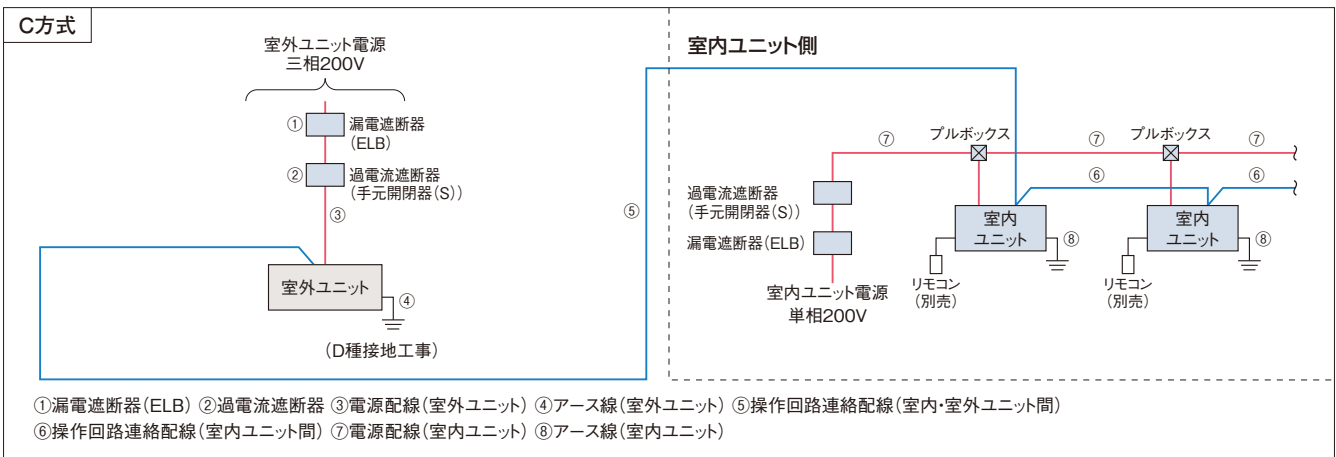 C方式
室外ユニット電源
三相200V
① 漏電遮断器
(ELB)
② 過電流遮断器
(手元開閉器(S))
③
室外ユニット
④
(D種接地工事)
⑤
室内ユニット側
⑦ プルボックス ⑦ プルボックス ⑦
過電流遮断器
(手元開閉器(S))
漏電遮断器(ELB)
室内ユニット電源
単相200V
⑥ ⑥
室内
ユニット
⑧
リモコン
(別売)
室内
ユニット
⑧
リモコン
(別売)
①漏電遮断器(ELB) ②過電流遮断器 ③電源配線(室外ユニット) ④アース線(室外ユニット) ⑤操作回路連絡配線(室内・室外ユニット間)
⑥操作回路連絡配線(室内ユニット間) ⑦電源配線(室内ユニット) ⑧アース線(室内ユニット)